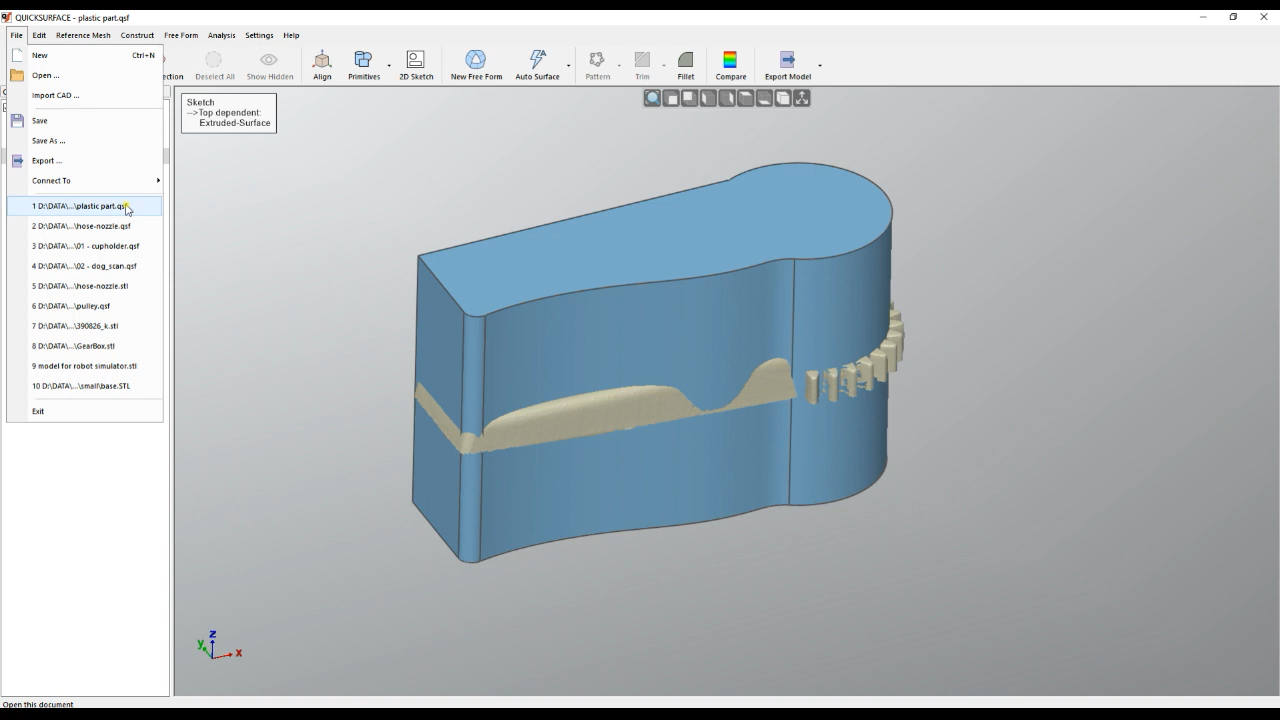 QUICKSURFACE - plastic part.qsf
File Edit Reference Mesh Construct Free Form Analysis Settings Help
New Ctrl+N
Open ...
Import CAD ...
Save
Save As ...
Export ...
Connect To
1 D:\DATA\...\plastic part.qsf
2 D:\DATA\...\hose-nozzle.qsf
3 D:\DATA\...\01 - cupholder.qsf
4 D:\DATA\...\02 - dog_scan.qsf
5 D:\DATA\...\hose-nozzle.stl
6 D:\DATA\...\pulley.qsf
7 D:\DATA\...\390826_k.stl
8 D:\DATA\...\GearBox.stl
9 model for robot simulator.stl
10 D:\DATA\...\small\base.STL
Exit
Deselect All Show Hidden Align Primitives 2D Sketch New Free Form Auto Surface Pattern Trim Fillet Compare Export Model
Sketch
-->Top dependent:
Extruded-Surface
z
y
x
Open this document